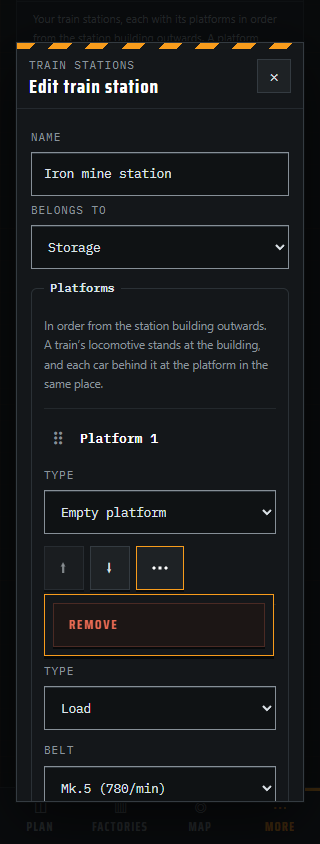 Your train stations, each with its platforms in order
from the station building outwards. A platform
TRAIN STATIONS
Edit train station
×
NAME
Iron mine station
BELONGS TO
Storage
Platforms
In order from the station building outwards.
A train's locomotive stands at the building,
and each car behind it at the platform in the
same place.
Platform 1
TYPE
Empty platform
REMOVE
TYPE
Load
BELT
Mk.5 (780/min)
PLAN FACTORIES MAP MORE